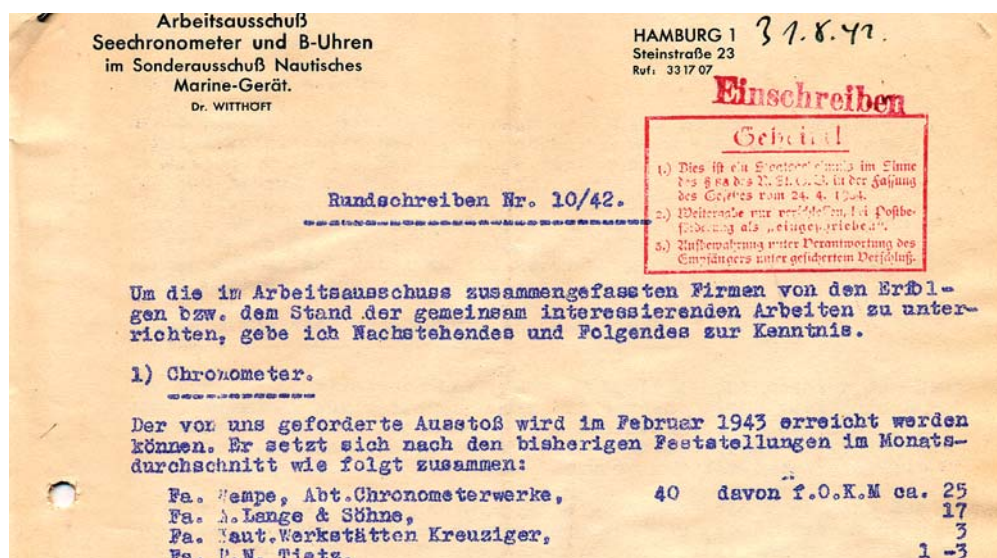 Arbeitsausschuß
Seechronometer und B-Uhren
im Sonderausschuß Nautisches
Marine-Gerät.
Dr. WITTHÖFT
HAMBURG 1 31.8.42.
Steinstraße 23
Ruf: 33 17 07
Einschreiben
Geheim!
1.) Dies ist ein Staatsgeheimnis im Sinne
des § 88 des R. St. G. B. in der Fassung
des Gesetzes vom 24. 4. 1934.
2.) Weitergabe nur verschlossen, bei Postbe-
förderung als „eingeschrieben".
3.) Aufbewahrung unter Verantwortung des
Empfängers unter gesichertem Verschluß.
Rundschreiben Nr. 10/42.
Um die im Arbeitsausschuss zusammengefassten Firmen von den Erfol-
gen bzw. dem Stand der gemeinsam interessierenden Arbeiten zu unter-
richten, gebe ich Nachstehendes und Folgendes zur Kenntnis.
1) Chronometer.
Der von uns geforderte Ausstoß wird im Februar 1943 erreicht werden
können. Er setzt sich nach den bisherigen Feststellungen im Monats-
durchschnitt wie folgt zusammen:
Fa. Wempe, Abt.Chronometerwerke, 40 davon f.O.K.M ca. 25
Fa. A.Lange & Söhne, 17
Fa. Naut.Werkstätten Kreuziger, 3
Fa. Tietz, 1 -3